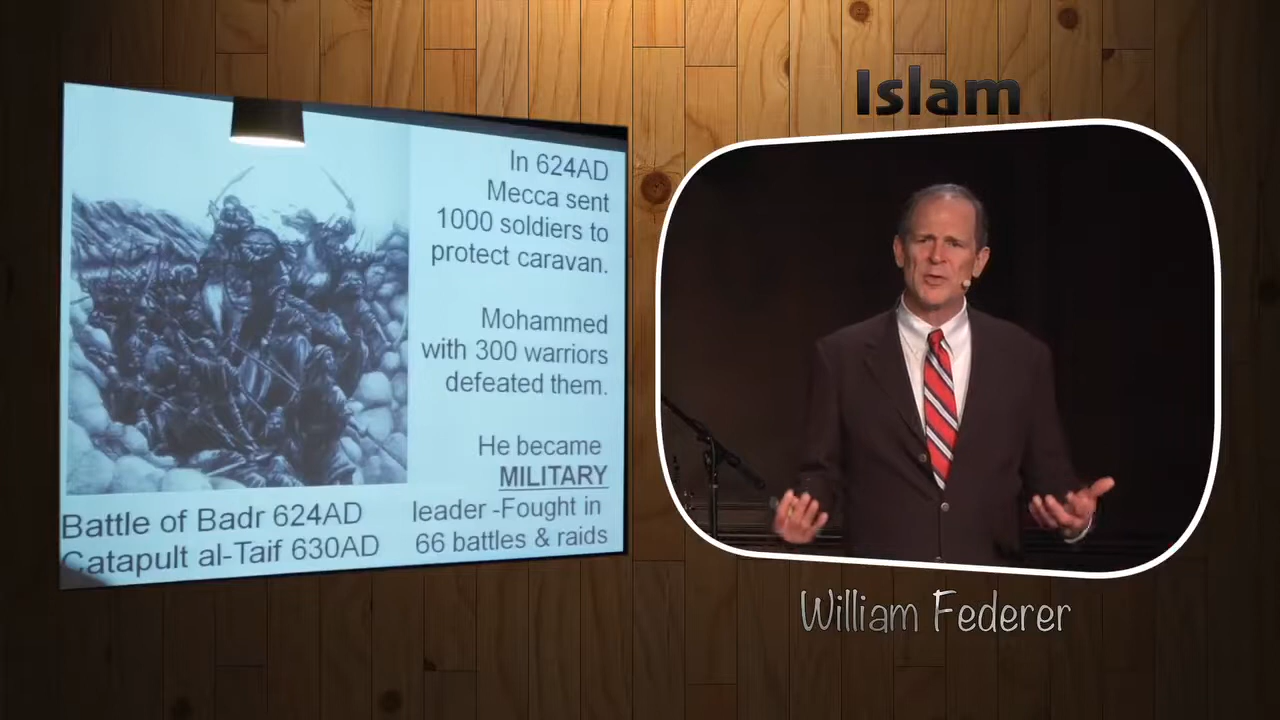 Islam
In 624AD
Mecca sent
1000 soldiers to
protect caravan.
Mohammed
with 300 warriors
defeated them.
He became
MILITARY
leader -Fought in
66 battles & raids
Battle of Badr 624AD
Catapult al-Taif 630AD
William Federer